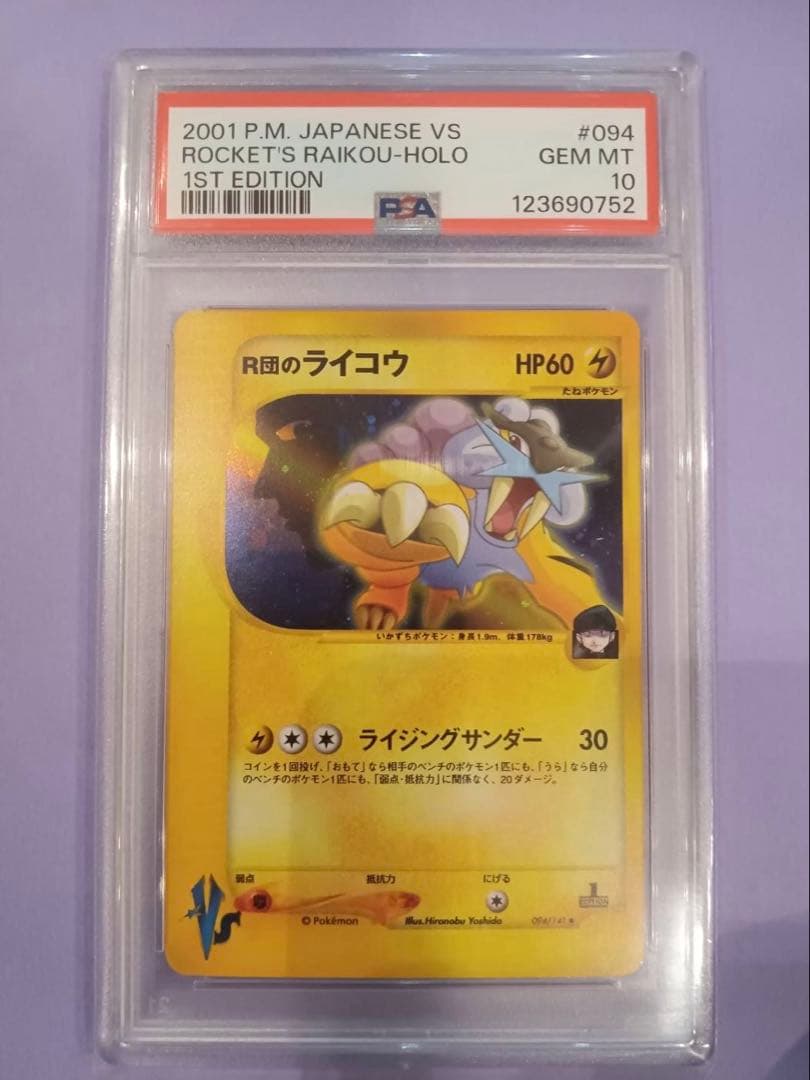 2001 P.M. JAPANESE VS #094
ROCKET'S RAIKOU-HOLO GEM MT
1ST EDITION 10
PSA 123690752
R団のライコウ HP60
たねポケモン
いかずちポケモン：身長1.9m、体重178kg
ライジングサンダー 30
コインを1回投げ、「おもて」なら相手のベンチのポケモン1匹にも、「うら」なら自分
のベンチのポケモン1匹にも、「弱点・抵抗力」に関係なく、20ダメージ。
弱点 抵抗力 にげる
VS
1
EDITION
©Pokémon Illus.Hironobu Yoshida 094/141 ●